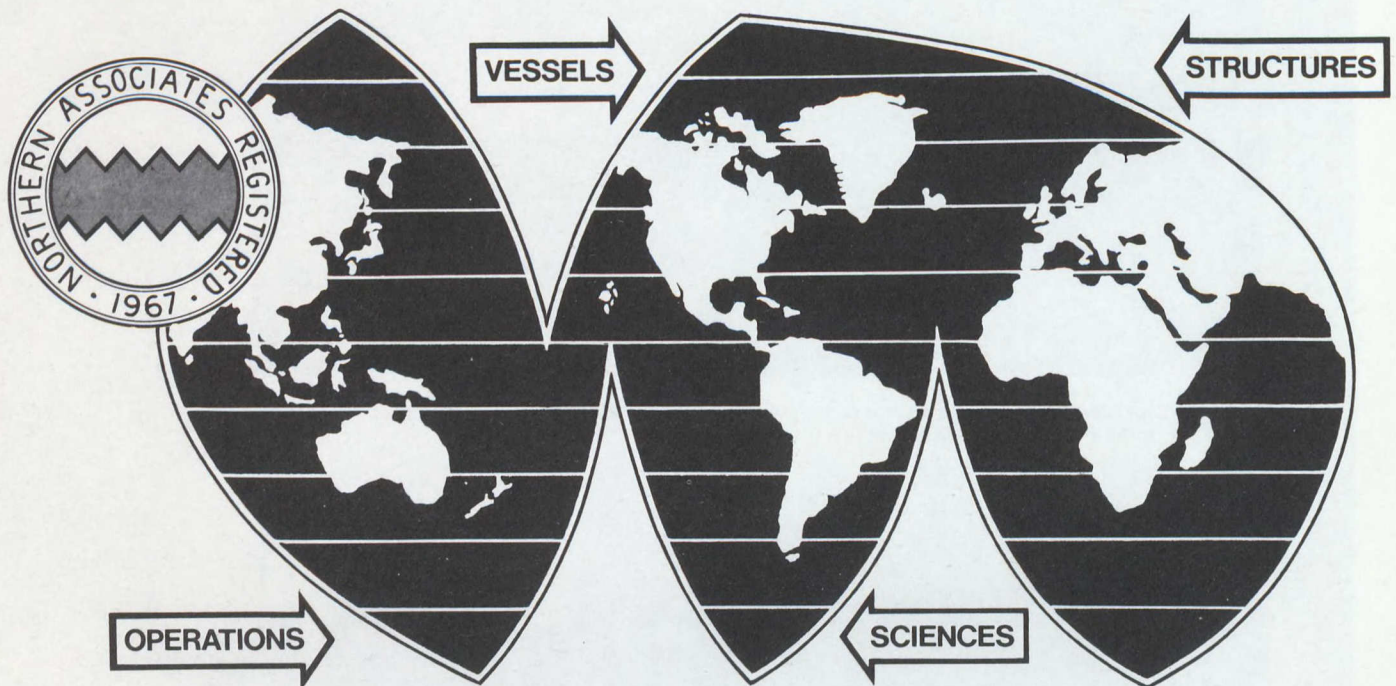 VESSELS
STRUCTURES
NORTHERN ASSOCIATES REGISTERED
· 1967 ·
OPERATIONS
SCIENCES